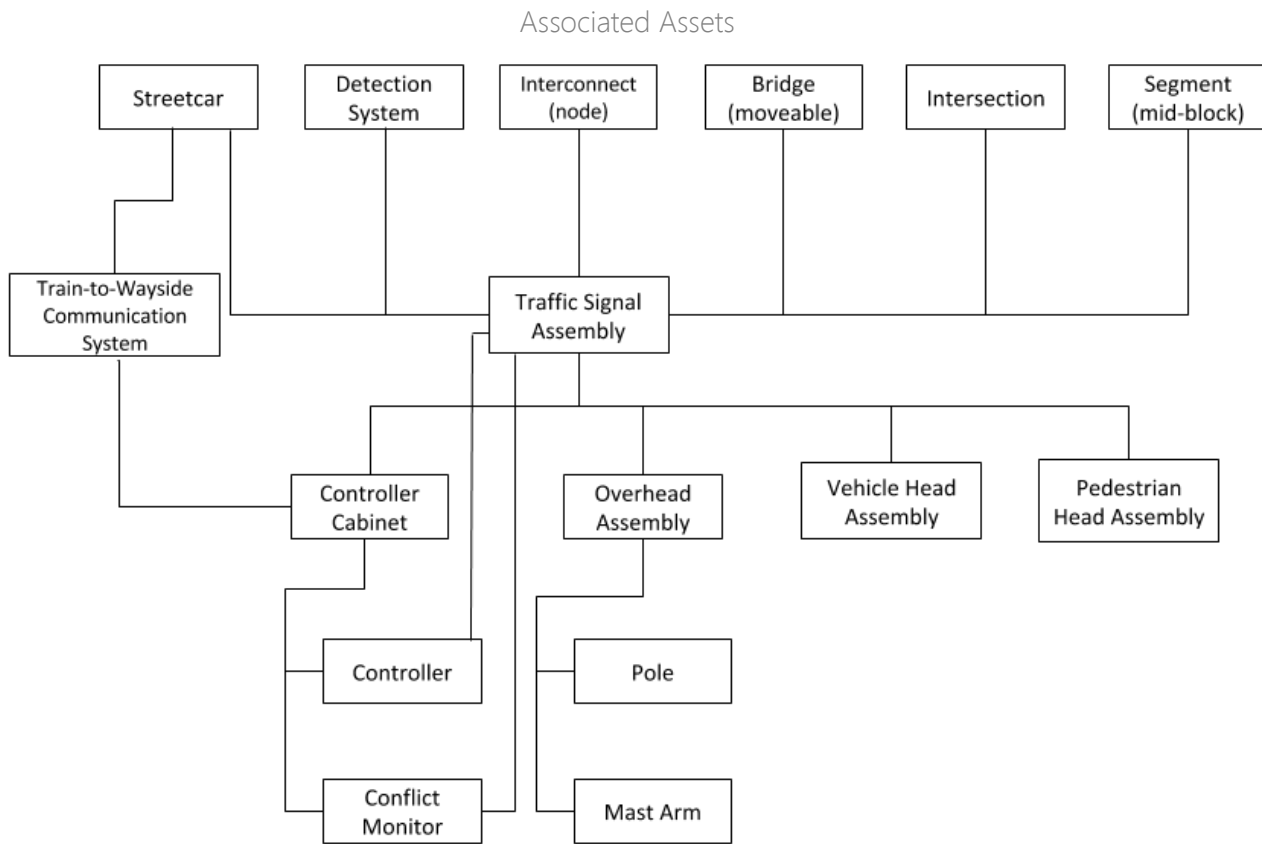 Associated Assets
Streetcar
Detection
System
Interconnect
(node)
Bridge
(moveable)
Intersection
Segment
(mid-block)
Train-to-Wayside
Communication
System
Traffic Signal
Assembly
Controller
Cabinet
Overhead
Assembly
Vehicle Head
Assembly
Pedestrian
Head Assembly
Controller
Pole
Conflict
Monitor
Mast Arm